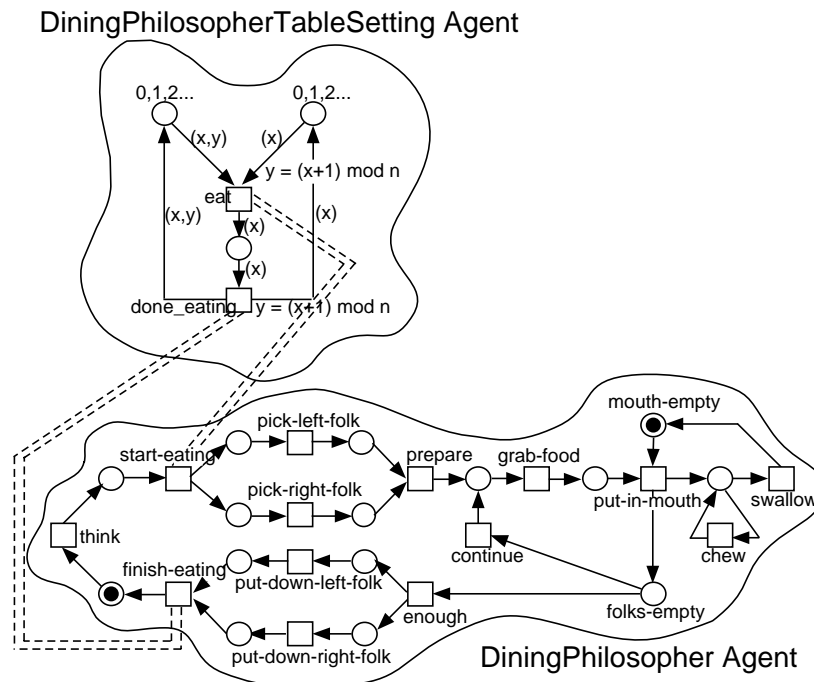 DiningPhilosopherTableSetting Agent
0,1,2... 0,1,2...
(x,y) (x)
y = (x+1) mod n
eat
(x,y) (x) (x)
(x)
done_eating y = (x+1) mod n
mouth-empty
pick-left-folk
start-eating prepare grab-food
pick-right-folk put-in-mouth swallow
think continue chew
finish-eating put-down-left-folk
enough folks-empty
put-down-right-folk
DiningPhilosopher Agent